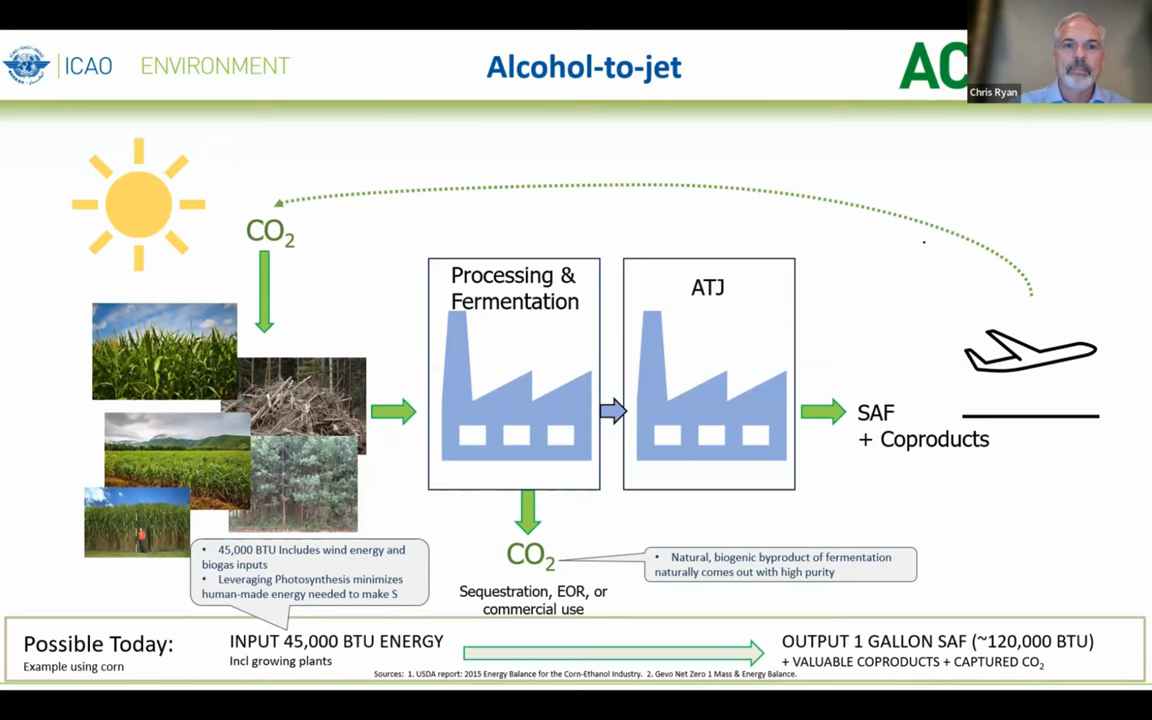 ICAO ENVIRONMENT
Alcohol-to-jet
AC
Chris Ryan
CO₂
Processing &
Fermentation
ATJ
SAF
+ Coproducts
• 45,000 BTU Includes wind energy and
biogas inputs
• Leveraging Photosynthesis minimizes
human-made energy needed to make S
CO₂
• Natural, biogenic byproduct of fermentation
naturally comes out with high purity
Sequestration, EOR, or
commercial use
Possible Today:
Example using corn
INPUT 45,000 BTU ENERGY
Incl growing plants
OUTPUT 1 GALLON SAF (~120,000 BTU)
+ VALUABLE COPRODUCTS + CAPTURED CO₂
Sources: 1. USDA report: 2015 Energy Balance for the Corn-Ethanol Industry. 2. Gevo Net Zero 1 Mass & Energy Balance.